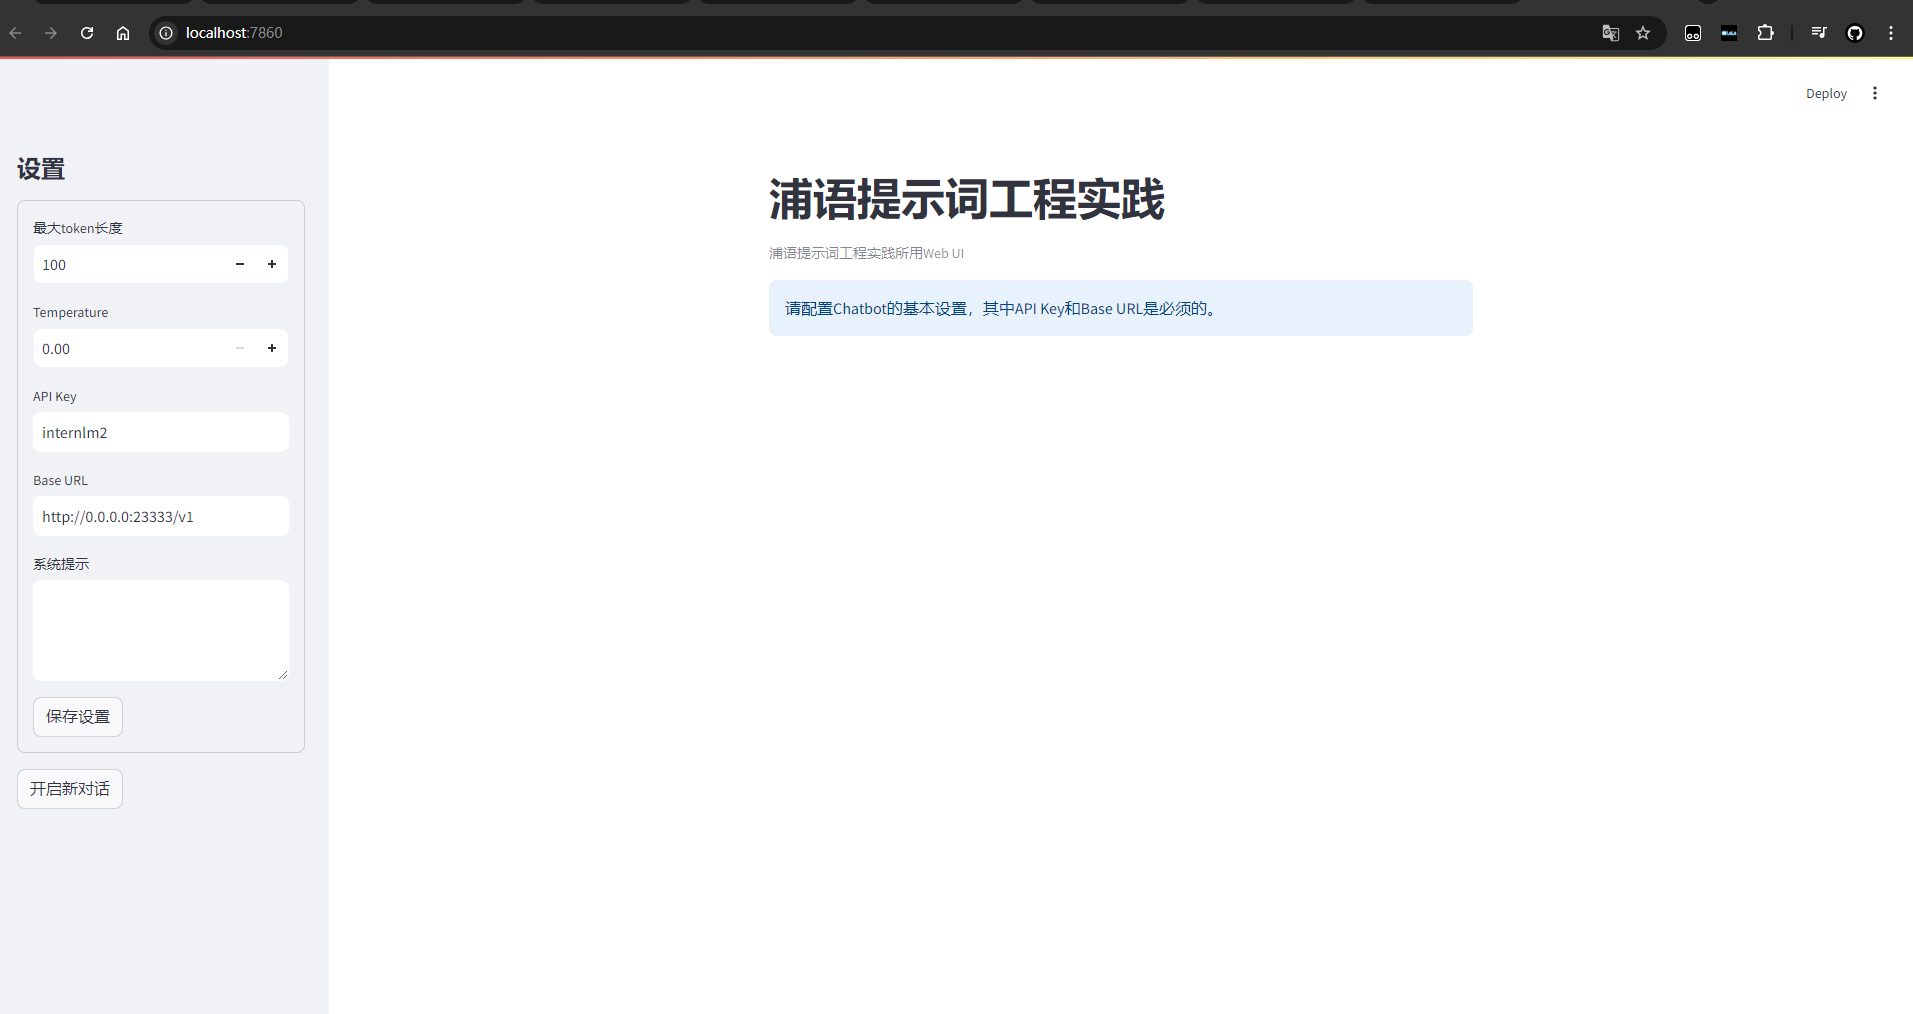 localhost:7860
Deploy
设置
最大token长度
100
Temperature
0.00
API Key
internlm2
Base URL
http://0.0.0.0:23333/v1
系统提示
保存设置
开启新对话
浦语提示词工程实践
浦语提示词工程实践所用Web UI
请配置Chatbot的基本设置，其中API Key和Base URL是必须的。